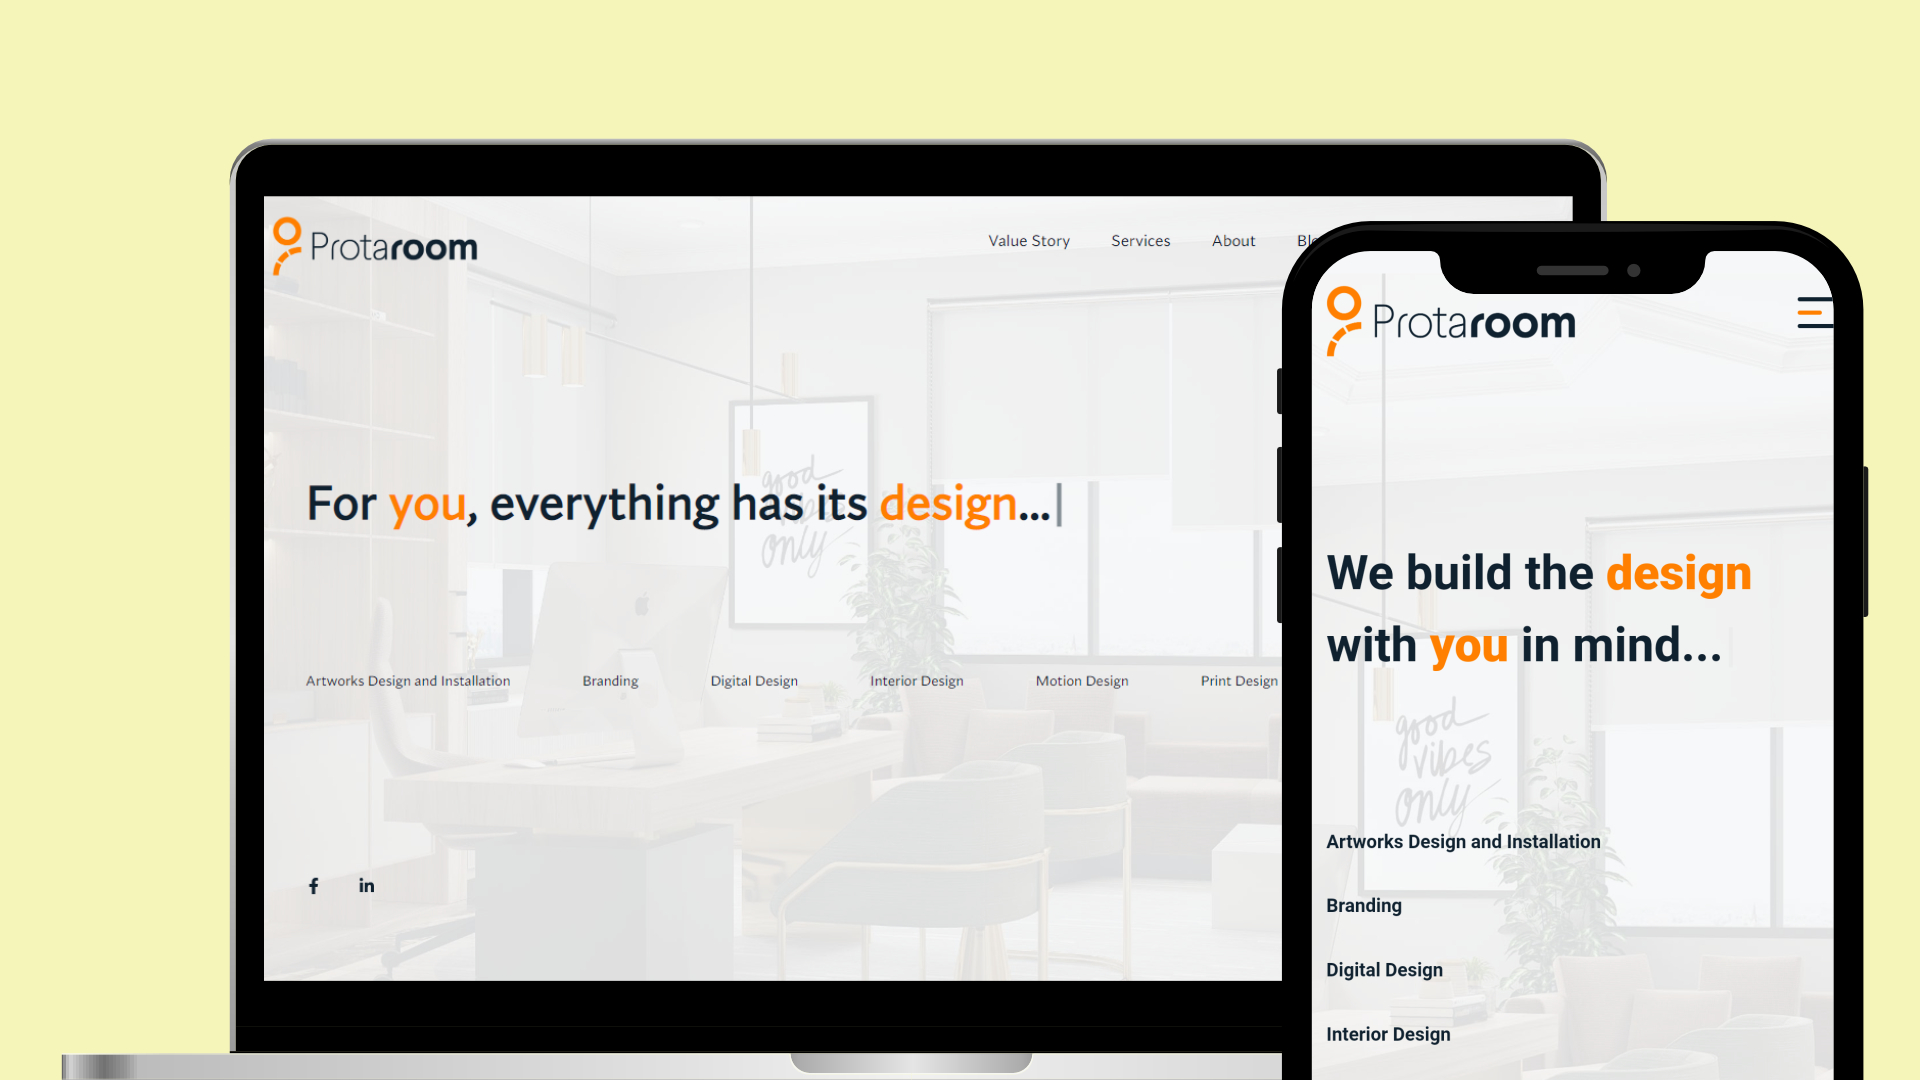 Protaroom
Value Story
Services
About
For you, everything has its design...
good
vibes
only
Artworks Design and Installation
Branding
Digital Design
Interior Design
Motion Design
Print Design
f
in
Protaroom
We build the design
with you in mind...
good
vibes
only
Artworks Design and Installation
Branding
Digital Design
Interior Design